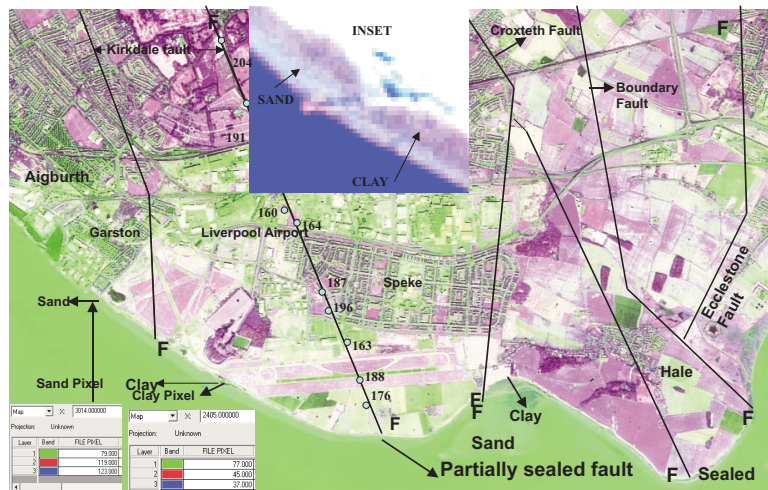 F
F
Kirkdale fault
INSET
Croxteth Fault
204
Boundary
Fault
SAND
191
CLAY
Aigburth
160
164
Garston
Liverpool Airport
187
Speke
196
Ecclestone
Fault
Sand
163
F
Hale
Sand Pixel
Clay
Clay Pixel
188
176
F
F
F
Clay
F
Sand
Partially sealed fault
F
Sealed
Map X: 3014.000000
Projection: Unknown
Layer Band FILE PIXEL
1 79.000
2 119.000
3 123.000
Map X: 2405.000000
Projection: Unknown
Layer Band FILE PIXEL
1 77.000
2 45.000
3 37.000